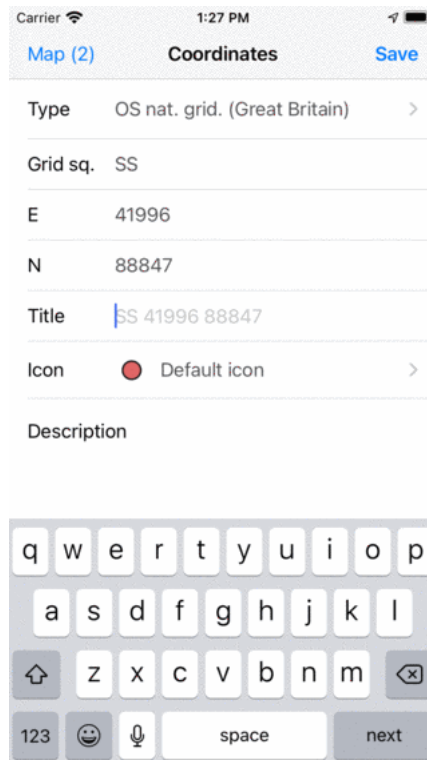 Carrier 1:27 PM
Map (2) Coordinates Save
Type OS nat. grid. (Great Britain)
Grid sq. SS
E 41996
N 88847
Title SS 41996 88847
Icon Default icon
Description
q w e r t y u i o p
a s d f g h j k l
z x c v b n m
123 space next